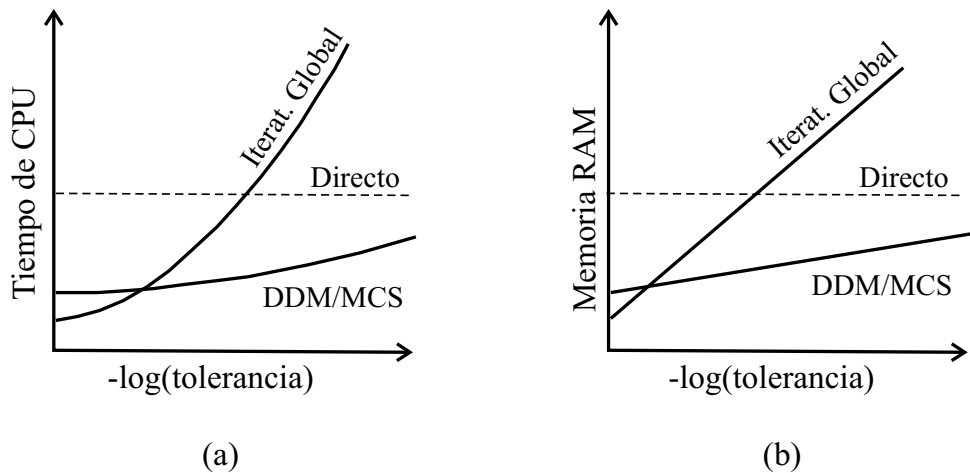 Tiempo de CPU
Iterat. Global
Directo
DDM/MCS
-log(tolerancia)
(a)
Memoria RAM
Iterat. Global
Directo
DDM/MCS
-log(tolerancia)
(b)